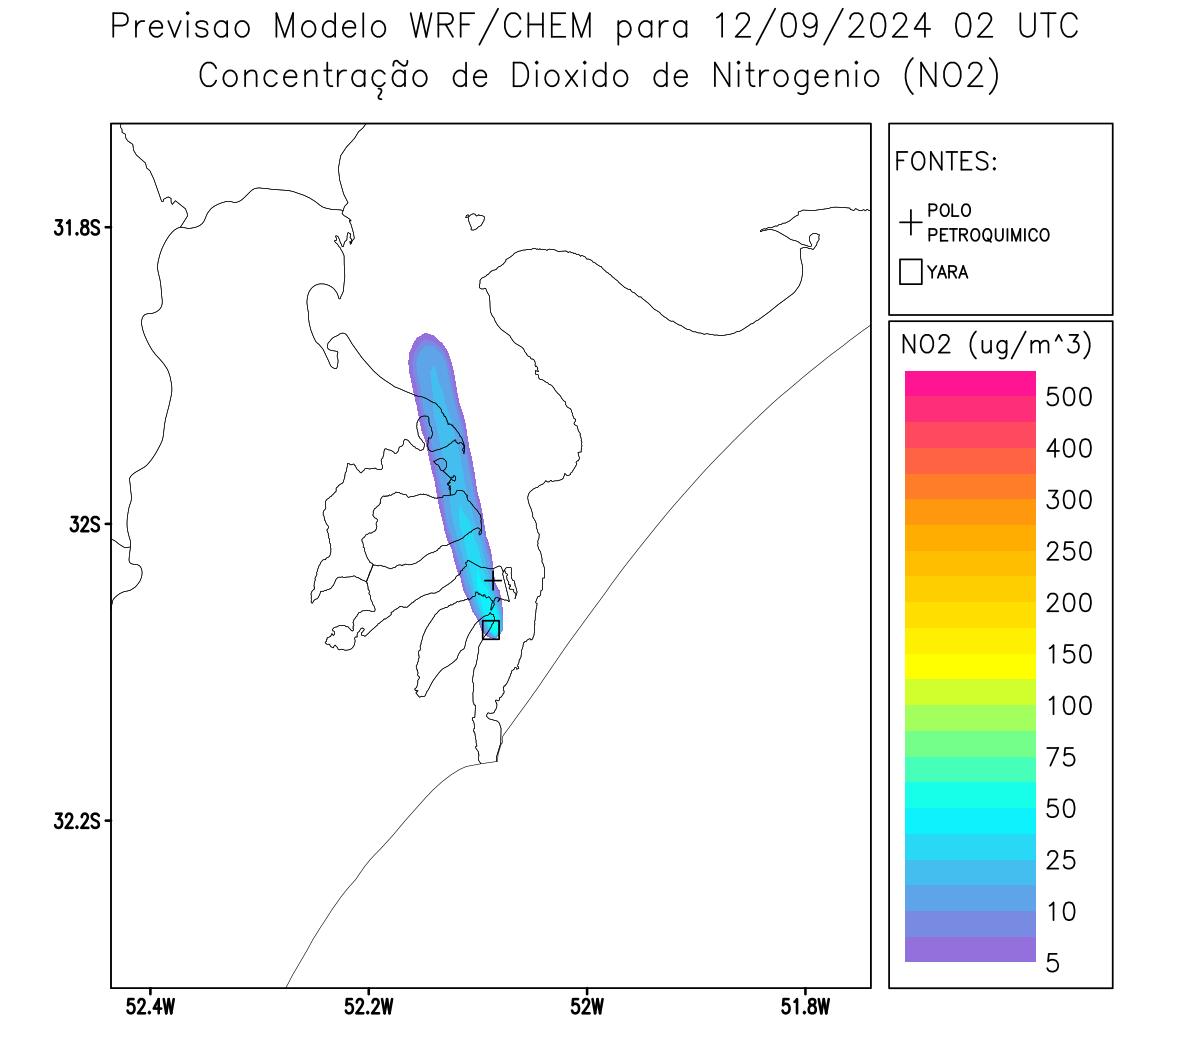 Previsao Modelo WRF/CHEM para 12/09/2024 02 UTC
Concentração de Dioxido de Nitrogenio (NO2)
FONTES:
POLO
PETROQUIMICO
YARA
NO2 (ug/m^3)
500
400
300
250
200
150
100
75
50
25
10
5
31.8S
32S
32.2S
52.4W
52.2W
52W
51.8W